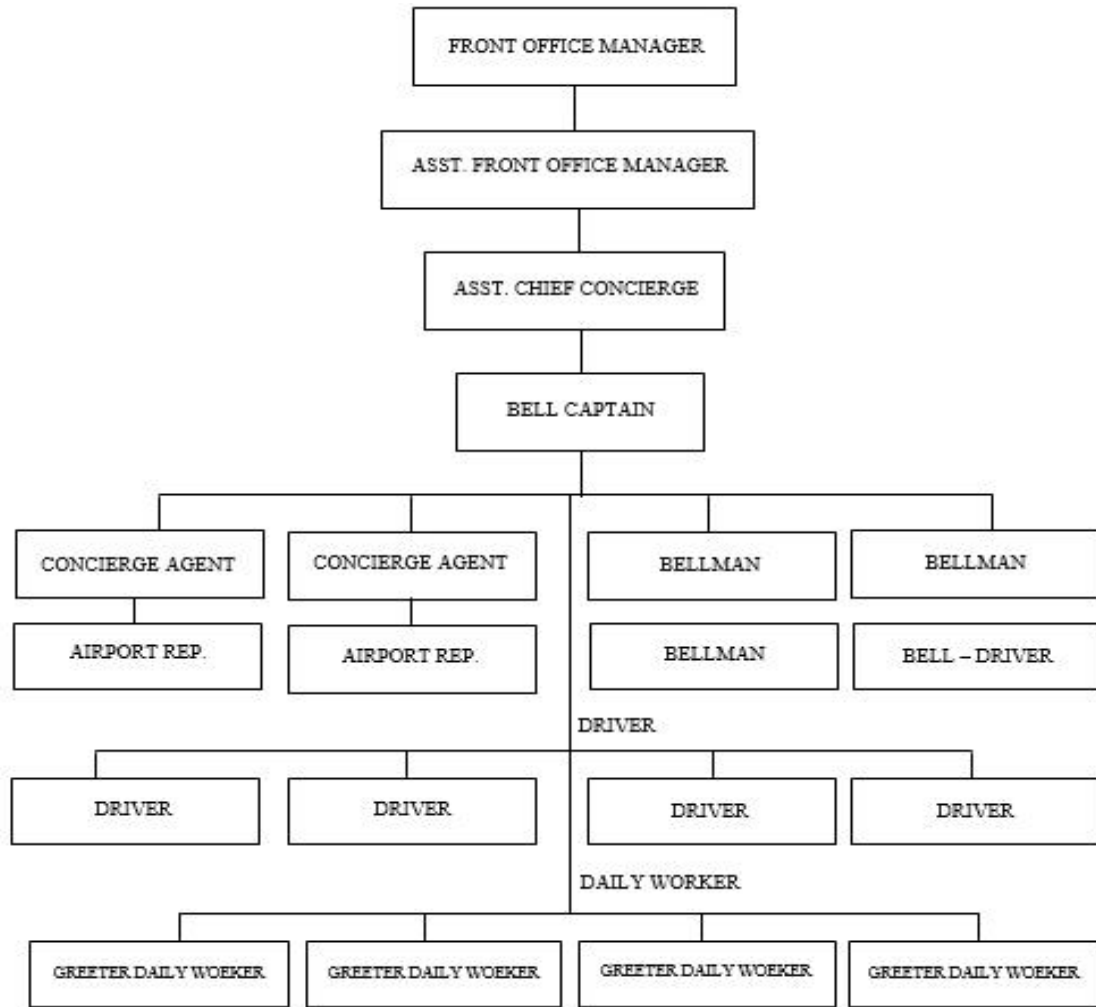 FRONT OFFICE MANAGER
ASST. FRONT OFFICE MANAGER
ASST. CHIEF CONCIERGE
BELL CAPTAIN
CONCIERGE AGENT
CONCIERGE AGENT
BELLMAN
BELLMAN
AIRPORT REP.
AIRPORT REP.
BELLMAN
BELL – DRIVER
DRIVER
DRIVER
DRIVER
DRIVER
DRIVER
DAILY WORKER
GREETER DAILY WOEKER
GREETER DAILY WOEKER
GREETER DAILY WOEKER
GREETER DAILY WOEKER